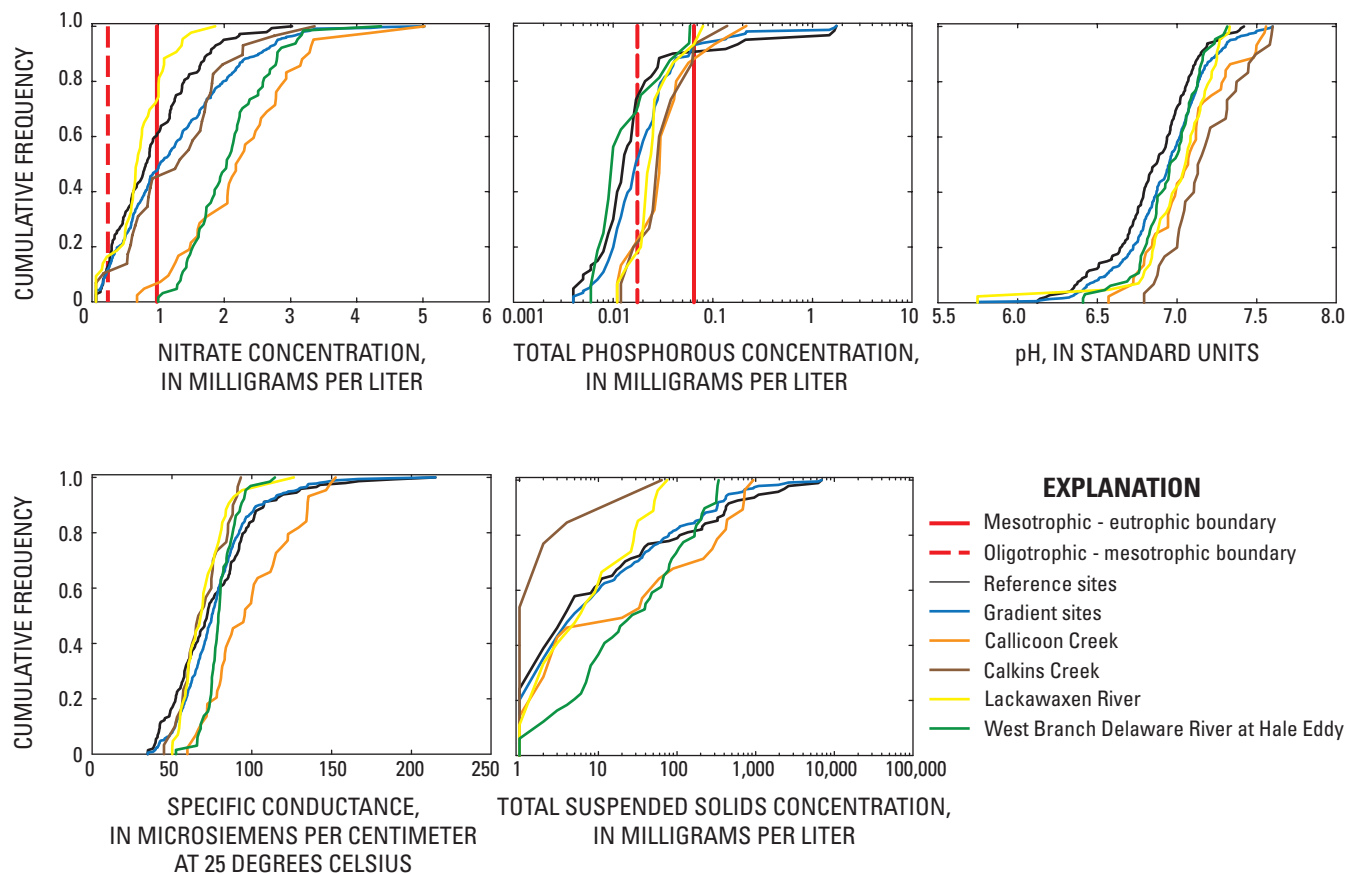 CUMULATIVE FREQUENCY
1.0
0.8
0.6
0.4
0.2
0
0 1 2 3 4 5 6
NITRATE CONCENTRATION,
IN MILLIGRAMS PER LITER
0.001 0.01 0.1 1 10
TOTAL PHOSPHOROUS CONCENTRATION,
IN MILLIGRAMS PER LITER
5.5 6.0 6.5 7.0 7.5 8.0
pH, IN STANDARD UNITS
CUMULATIVE FREQUENCY
1.0
0.8
0.6
0.4
0.2
0
0 50 100 150 200 250
SPECIFIC CONDUCTANCE,
IN MICROSIEMENS PER CENTIMETER
AT 25 DEGREES CELSIUS
1 10 100 1,000 10,000 100,000
TOTAL SUSPENDED SOLIDS CONCENTRATION,
IN MILLIGRAMS PER LITER
EXPLANATION
Mesotrophic - eutrophic boundary
Oligotrophic - mesotrophic boundary
Reference sites
Gradient sites
Callicoon Creek
Calkins Creek
Lackawaxen River
West Branch Delaware River at Hale Eddy